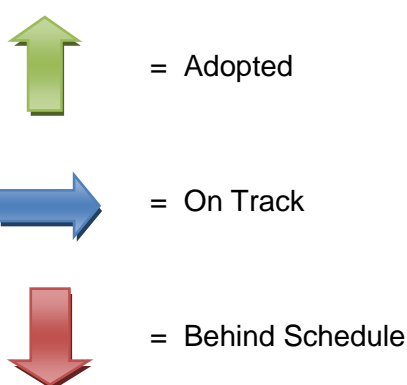 = Adopted
= On Track
= Behind Schedule